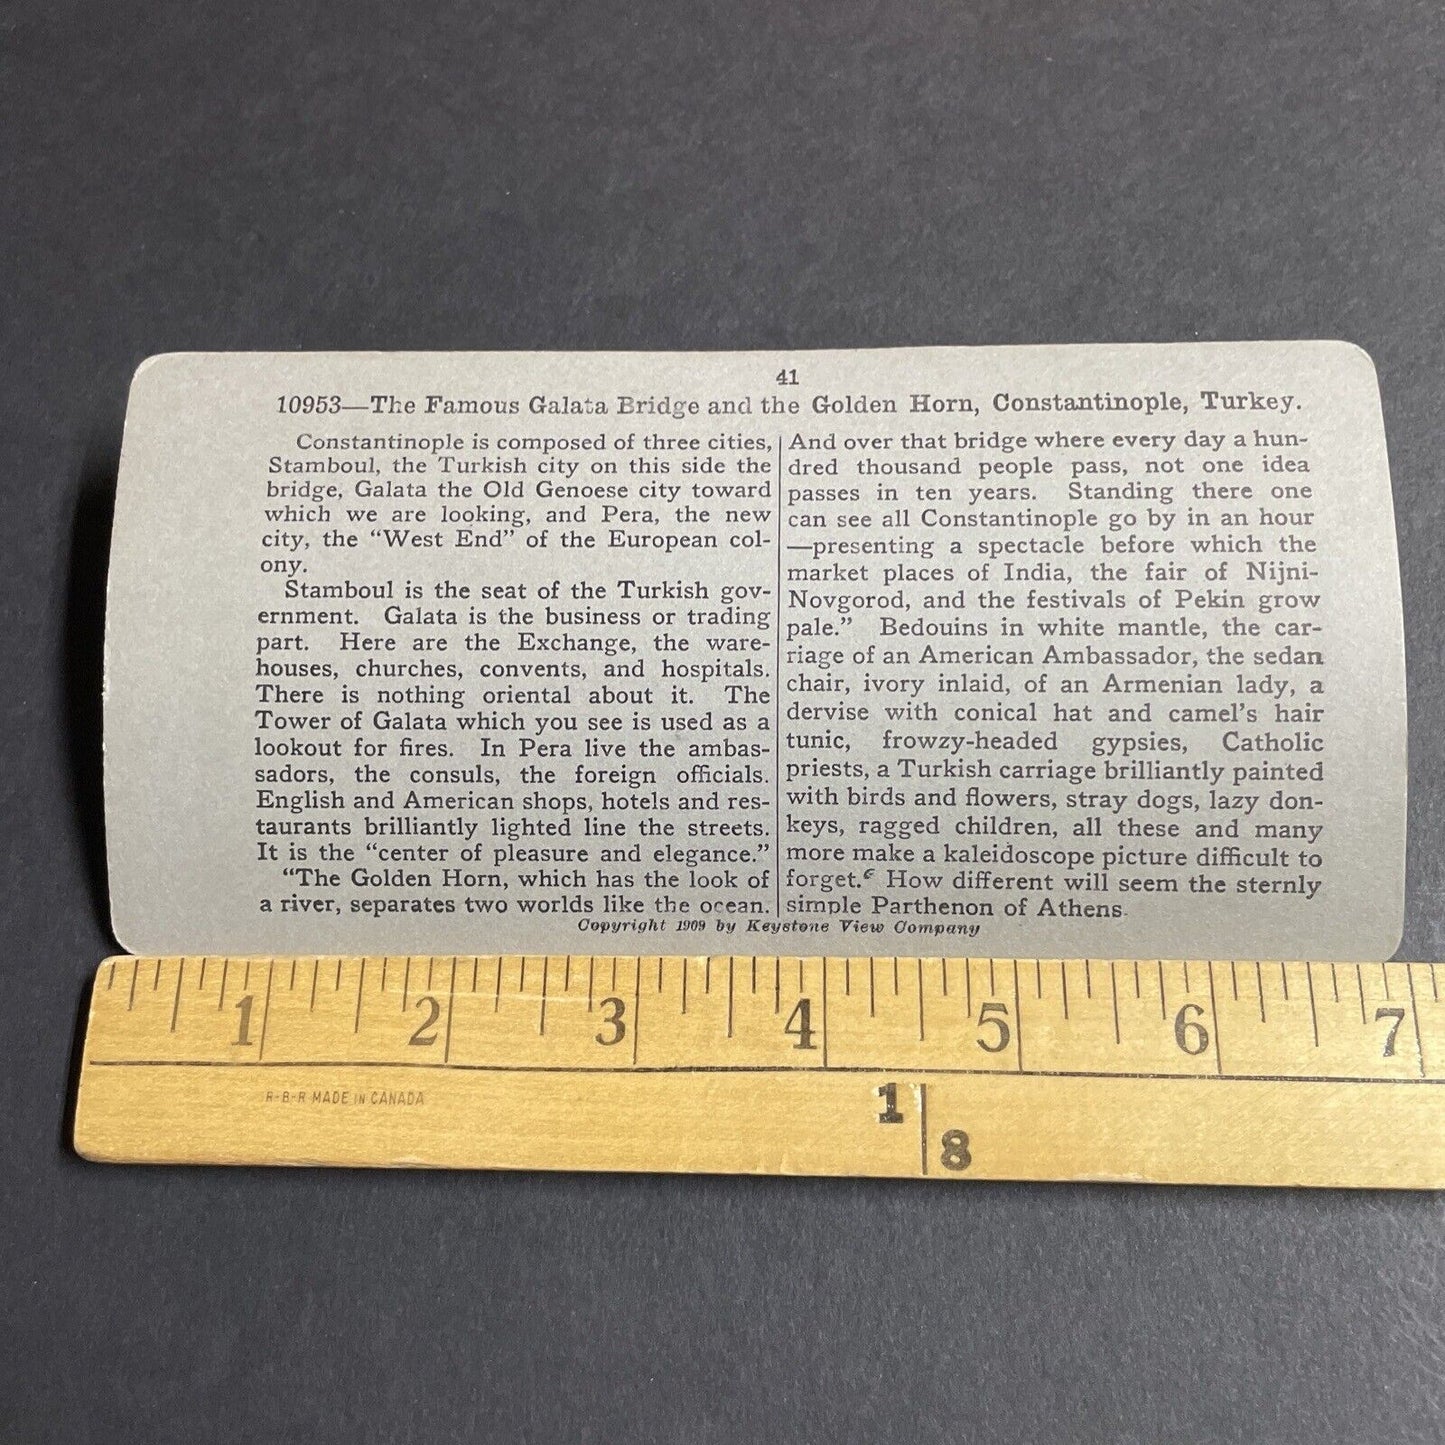 41
10953—The Famous Galata Bridge and the Golden Horn, Constantinople, Turkey.
Constantinople is composed of three cities,
Stamboul, the Turkish city on this side the
bridge, Galata the Old Genoese city toward
which we are looking, and Pera, the new
city, the “West End” of the European col-
ony.
Stamboul is the seat of the Turkish gov-
ernment. Galata is the business or trading
part. Here are the Exchange, the ware-
houses, churches, convents, and hospitals.
There is nothing oriental about it. The
Tower of Galata which you see is used as a
lookout for fires. In Pera live the ambas-
sadors, the consuls, the foreign officials.
English and American shops, hotels and res-
taurants brilliantly lighted line the streets.
It is the “center of pleasure and elegance.”
“The Golden Horn, which has the look of
a river, separates two worlds like the ocean.
And over that bridge where every day a hun-
dred thousand people pass, not one idea
passes in ten years. Standing there one
can see all Constantinople go by in an hour
—presenting a spectacle before which the
market places of India, the fair of Nijni-
Novgorod, and the festivals of Pekin grow
pale.” Bedouins in white mantle, the car-
riage of an American Ambassador, the sedan
chair, ivory inlaid, of an Armenian lady, a
dervise with conical hat and camel’s hair
tunic, frowzy-headed gypsies, Catholic
priests, a Turkish carriage brilliantly painted
with birds and flowers, stray dogs, lazy don-
keys, ragged children, all these and many
more make a kaleidoscope picture difficult to
forget. How different will seem the sternly
simple Parthenon of Athens.
Copyright 1909 by Keystone View Company
1 2 3 4 5 6 7
R-B-R MADE IN CANADA
1
8